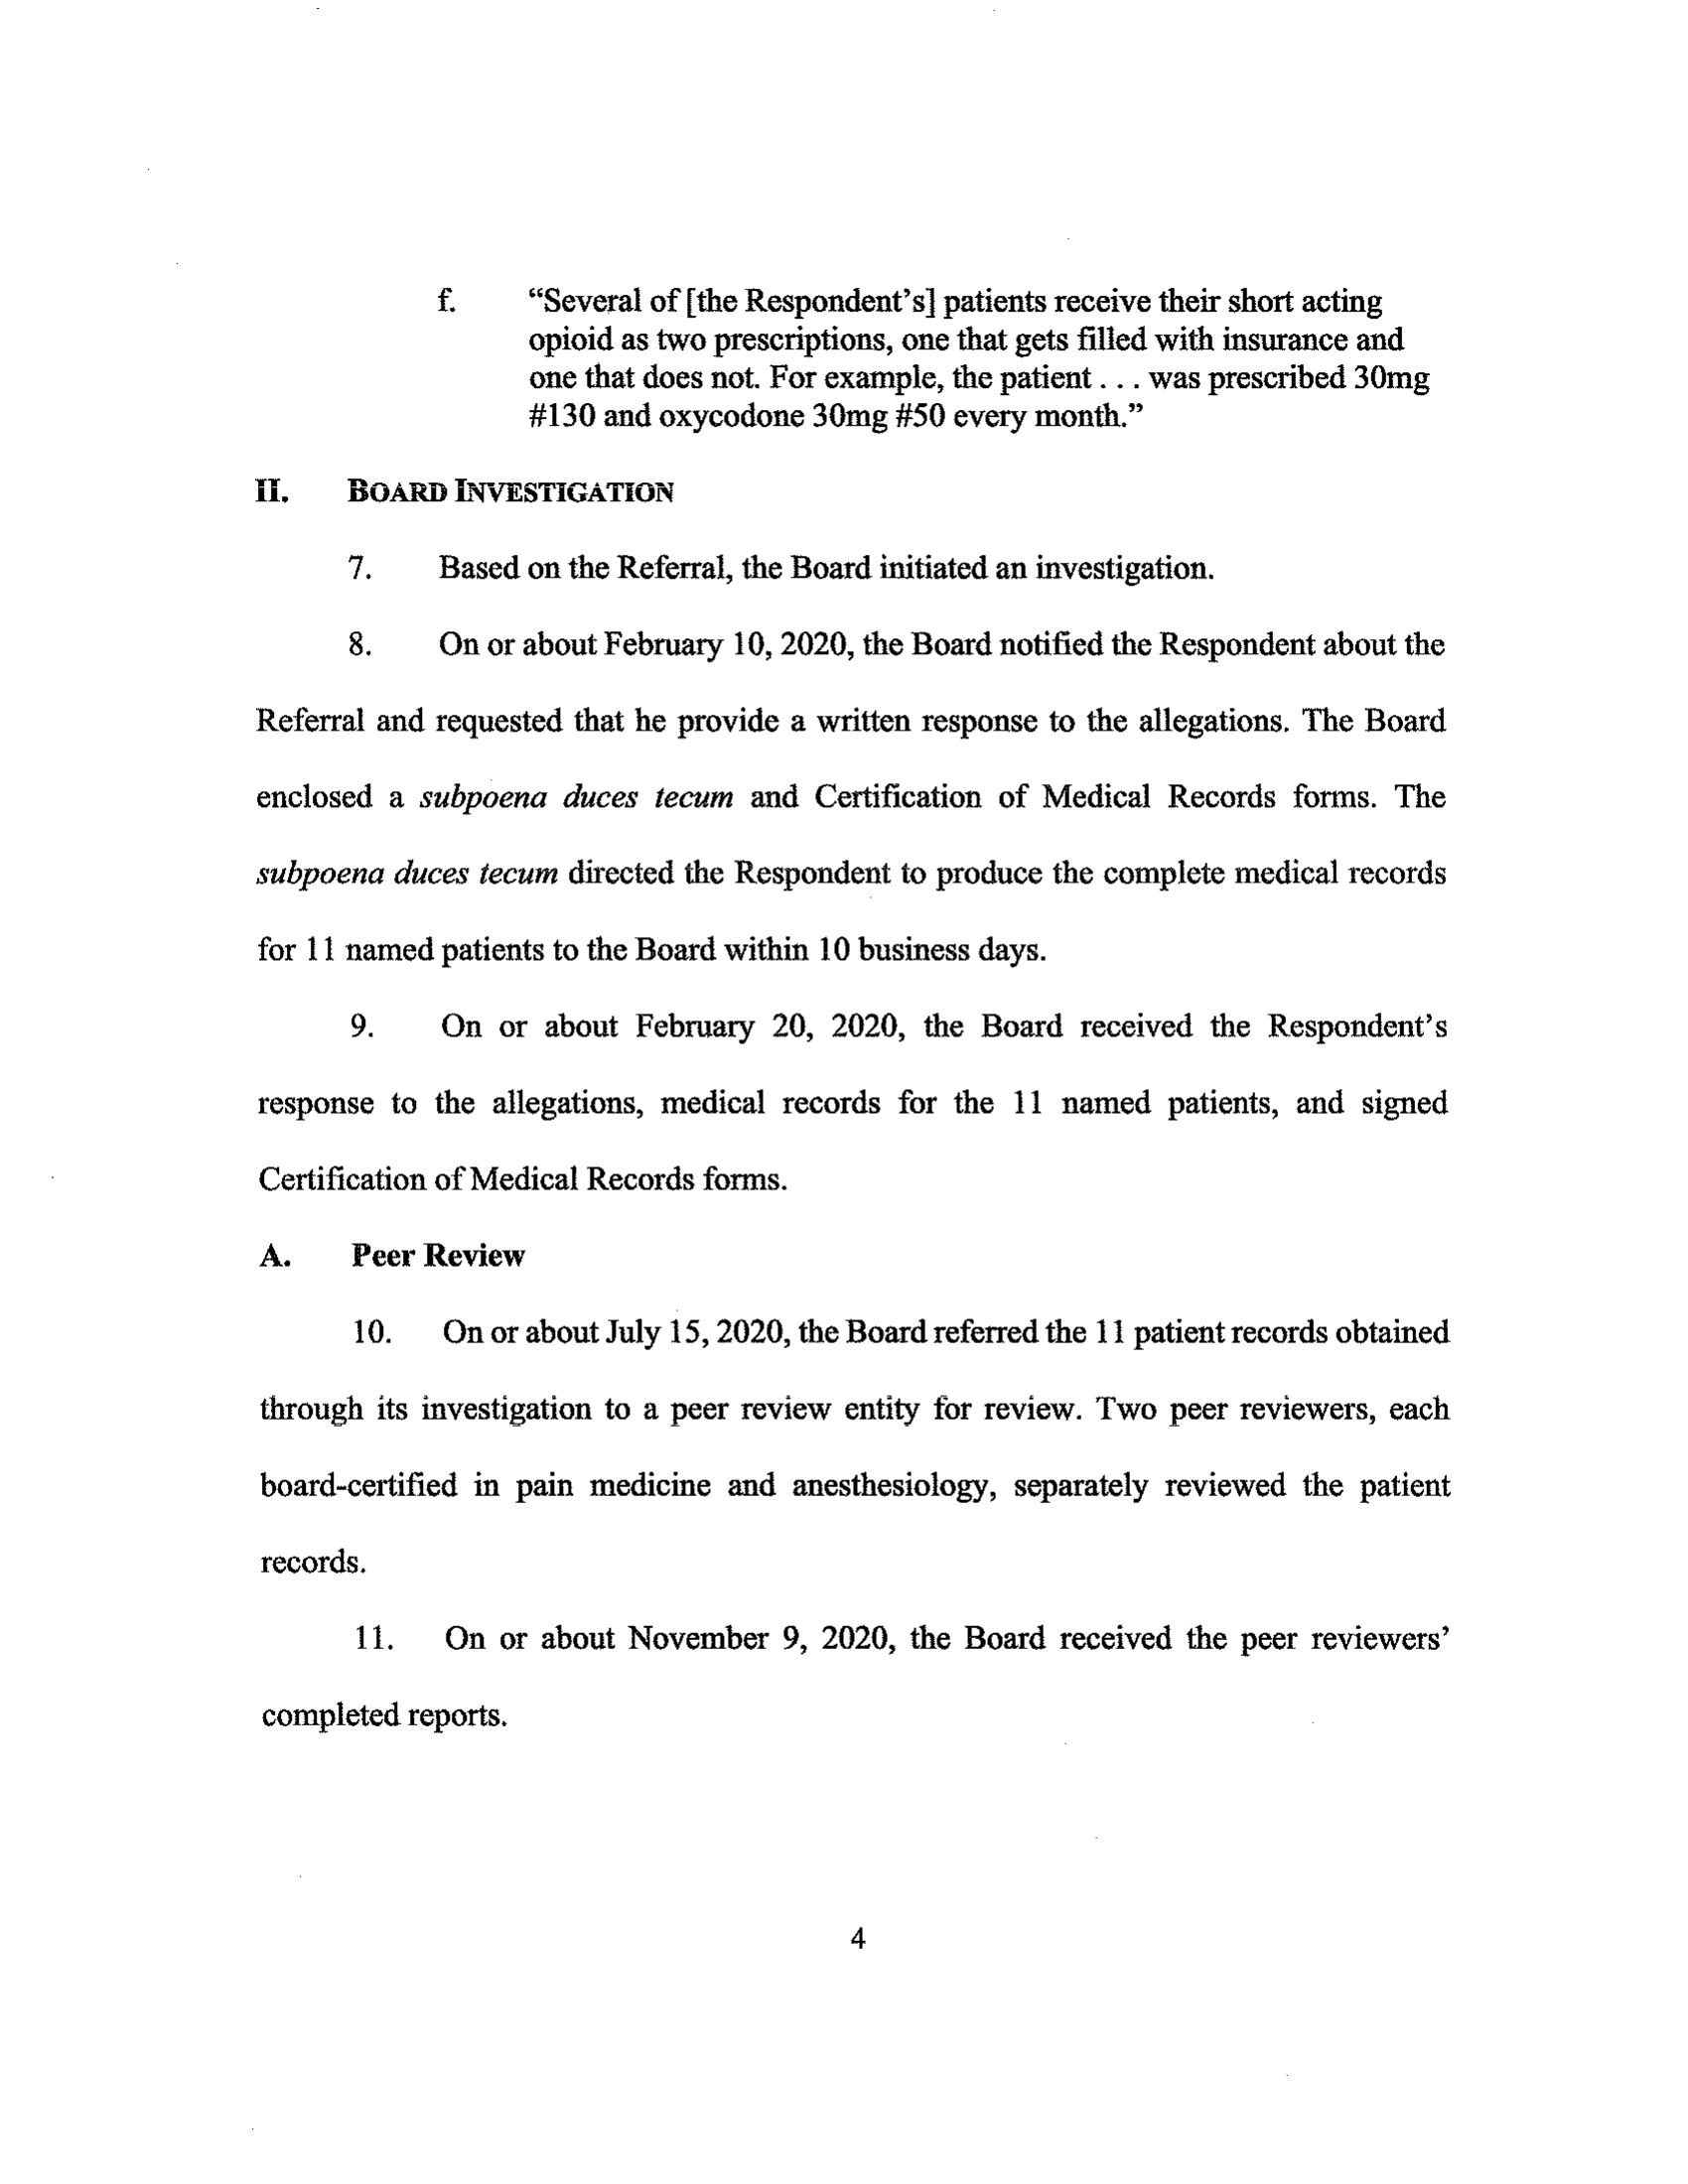 f. “Several of [the Respondent’s] patients receive their short acting
opioid as two prescriptions, one that gets filled with insurance and
one that does not. For example, the patient . . . was prescribed 30mg
#130 and oxycodone 30mg #50 every month.”
II. BOARD INVESTIGATION
7. Based on the Referral, the Board initiated an investigation.
8. On or about February 10, 2020, the Board notified the Respondent about the
Referral and requested that he provide a written response to the allegations. The Board
enclosed a subpoena duces tecum and Certification of Medical Records forms. The
subpoena duces tecum directed the Respondent to produce the complete medical records
for 11 named patients to the Board within 10 business days.
9. On or about February 20, 2020, the Board received the Respondent’s
response to the allegations, medical records for the 11 named patients, and signed
Certification of Medical Records forms.
A. Peer Review
10. On or about July 15, 2020, the Board referred the 11 patient records obtained
through its investigation to a peer review entity for review. Two peer reviewers, each
board-certified in pain medicine and anesthesiology, separately reviewed the patient
records.
11. On or about November 9, 2020, the Board received the peer reviewers’
completed reports.
4